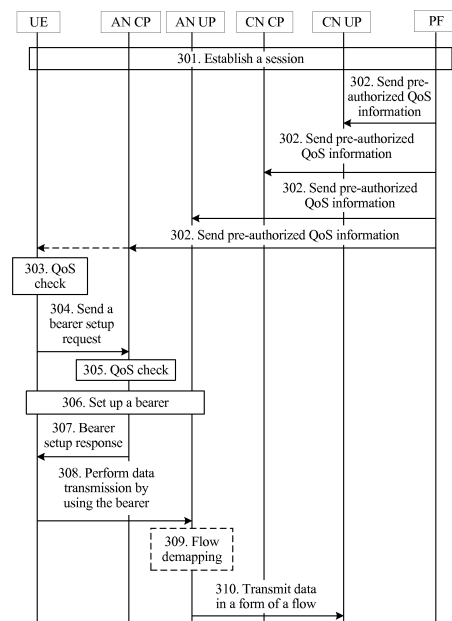 UE AN CP AN UP CN CP CN UP PF
301. Establish a session
302. Send pre-
authorized QoS
information
302. Send pre-authorized
QoS information
302. Send pre-authorized
QoS information
302. Send pre-authorized QoS information
303. QoS
check
304. Send a
bearer setup
request
305. QoS check
306. Set up a bearer
307. Bearer
setup response
308. Perform data
transmission by
using the bearer
309. Flow
demapping
310. Transmit data
in a form of a flow